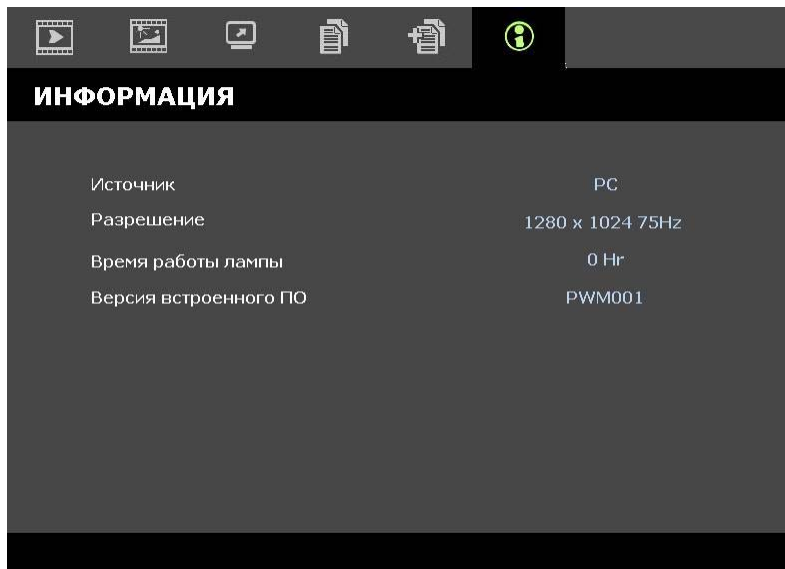 ИНФОРМАЦИЯ
Источник PC
Разрешение 1280 x 1024 75Hz
Время работы лампы 0 Hr
Версия встроенного ПО PWM001